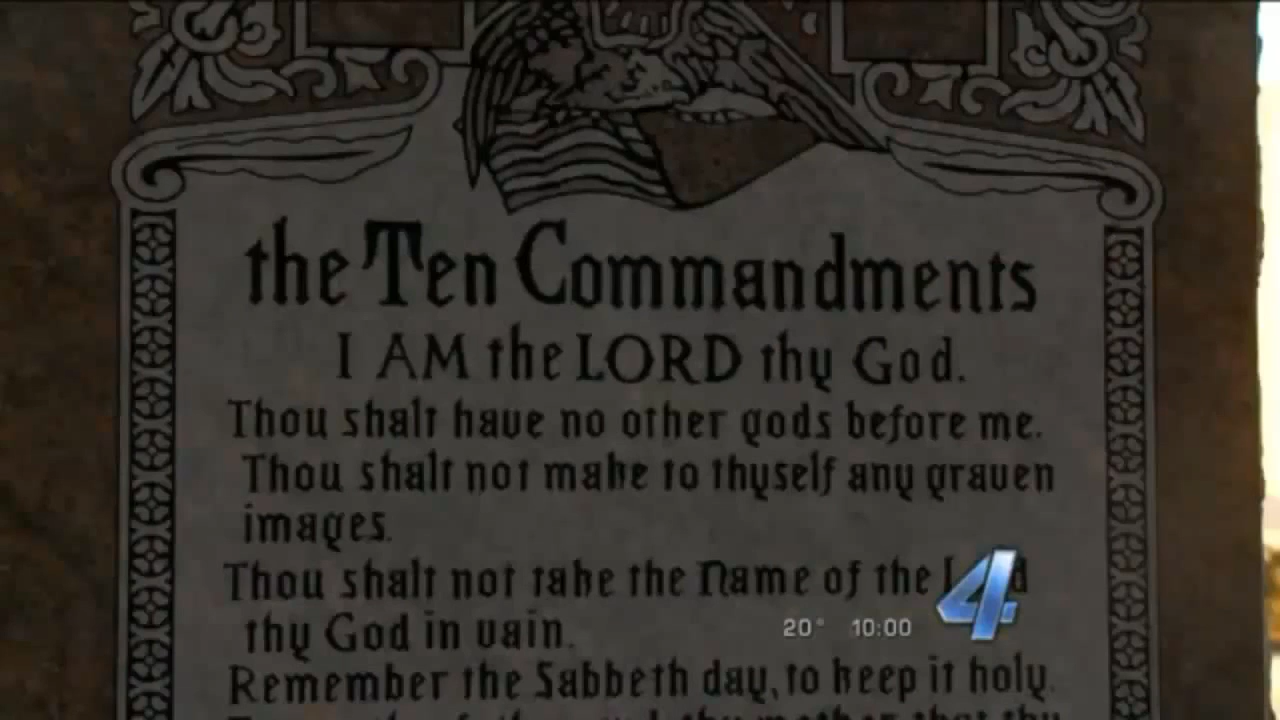 the Ten Commandments
I AM the LORD thy God.
Thou shalt have no other gods before me.
Thou shalt not make to thyself any graven
images.
Thou shalt not take the Name of the
thy God in vain.
Remember the Sabbeth day, to keep it holy.
20° 10:00 4